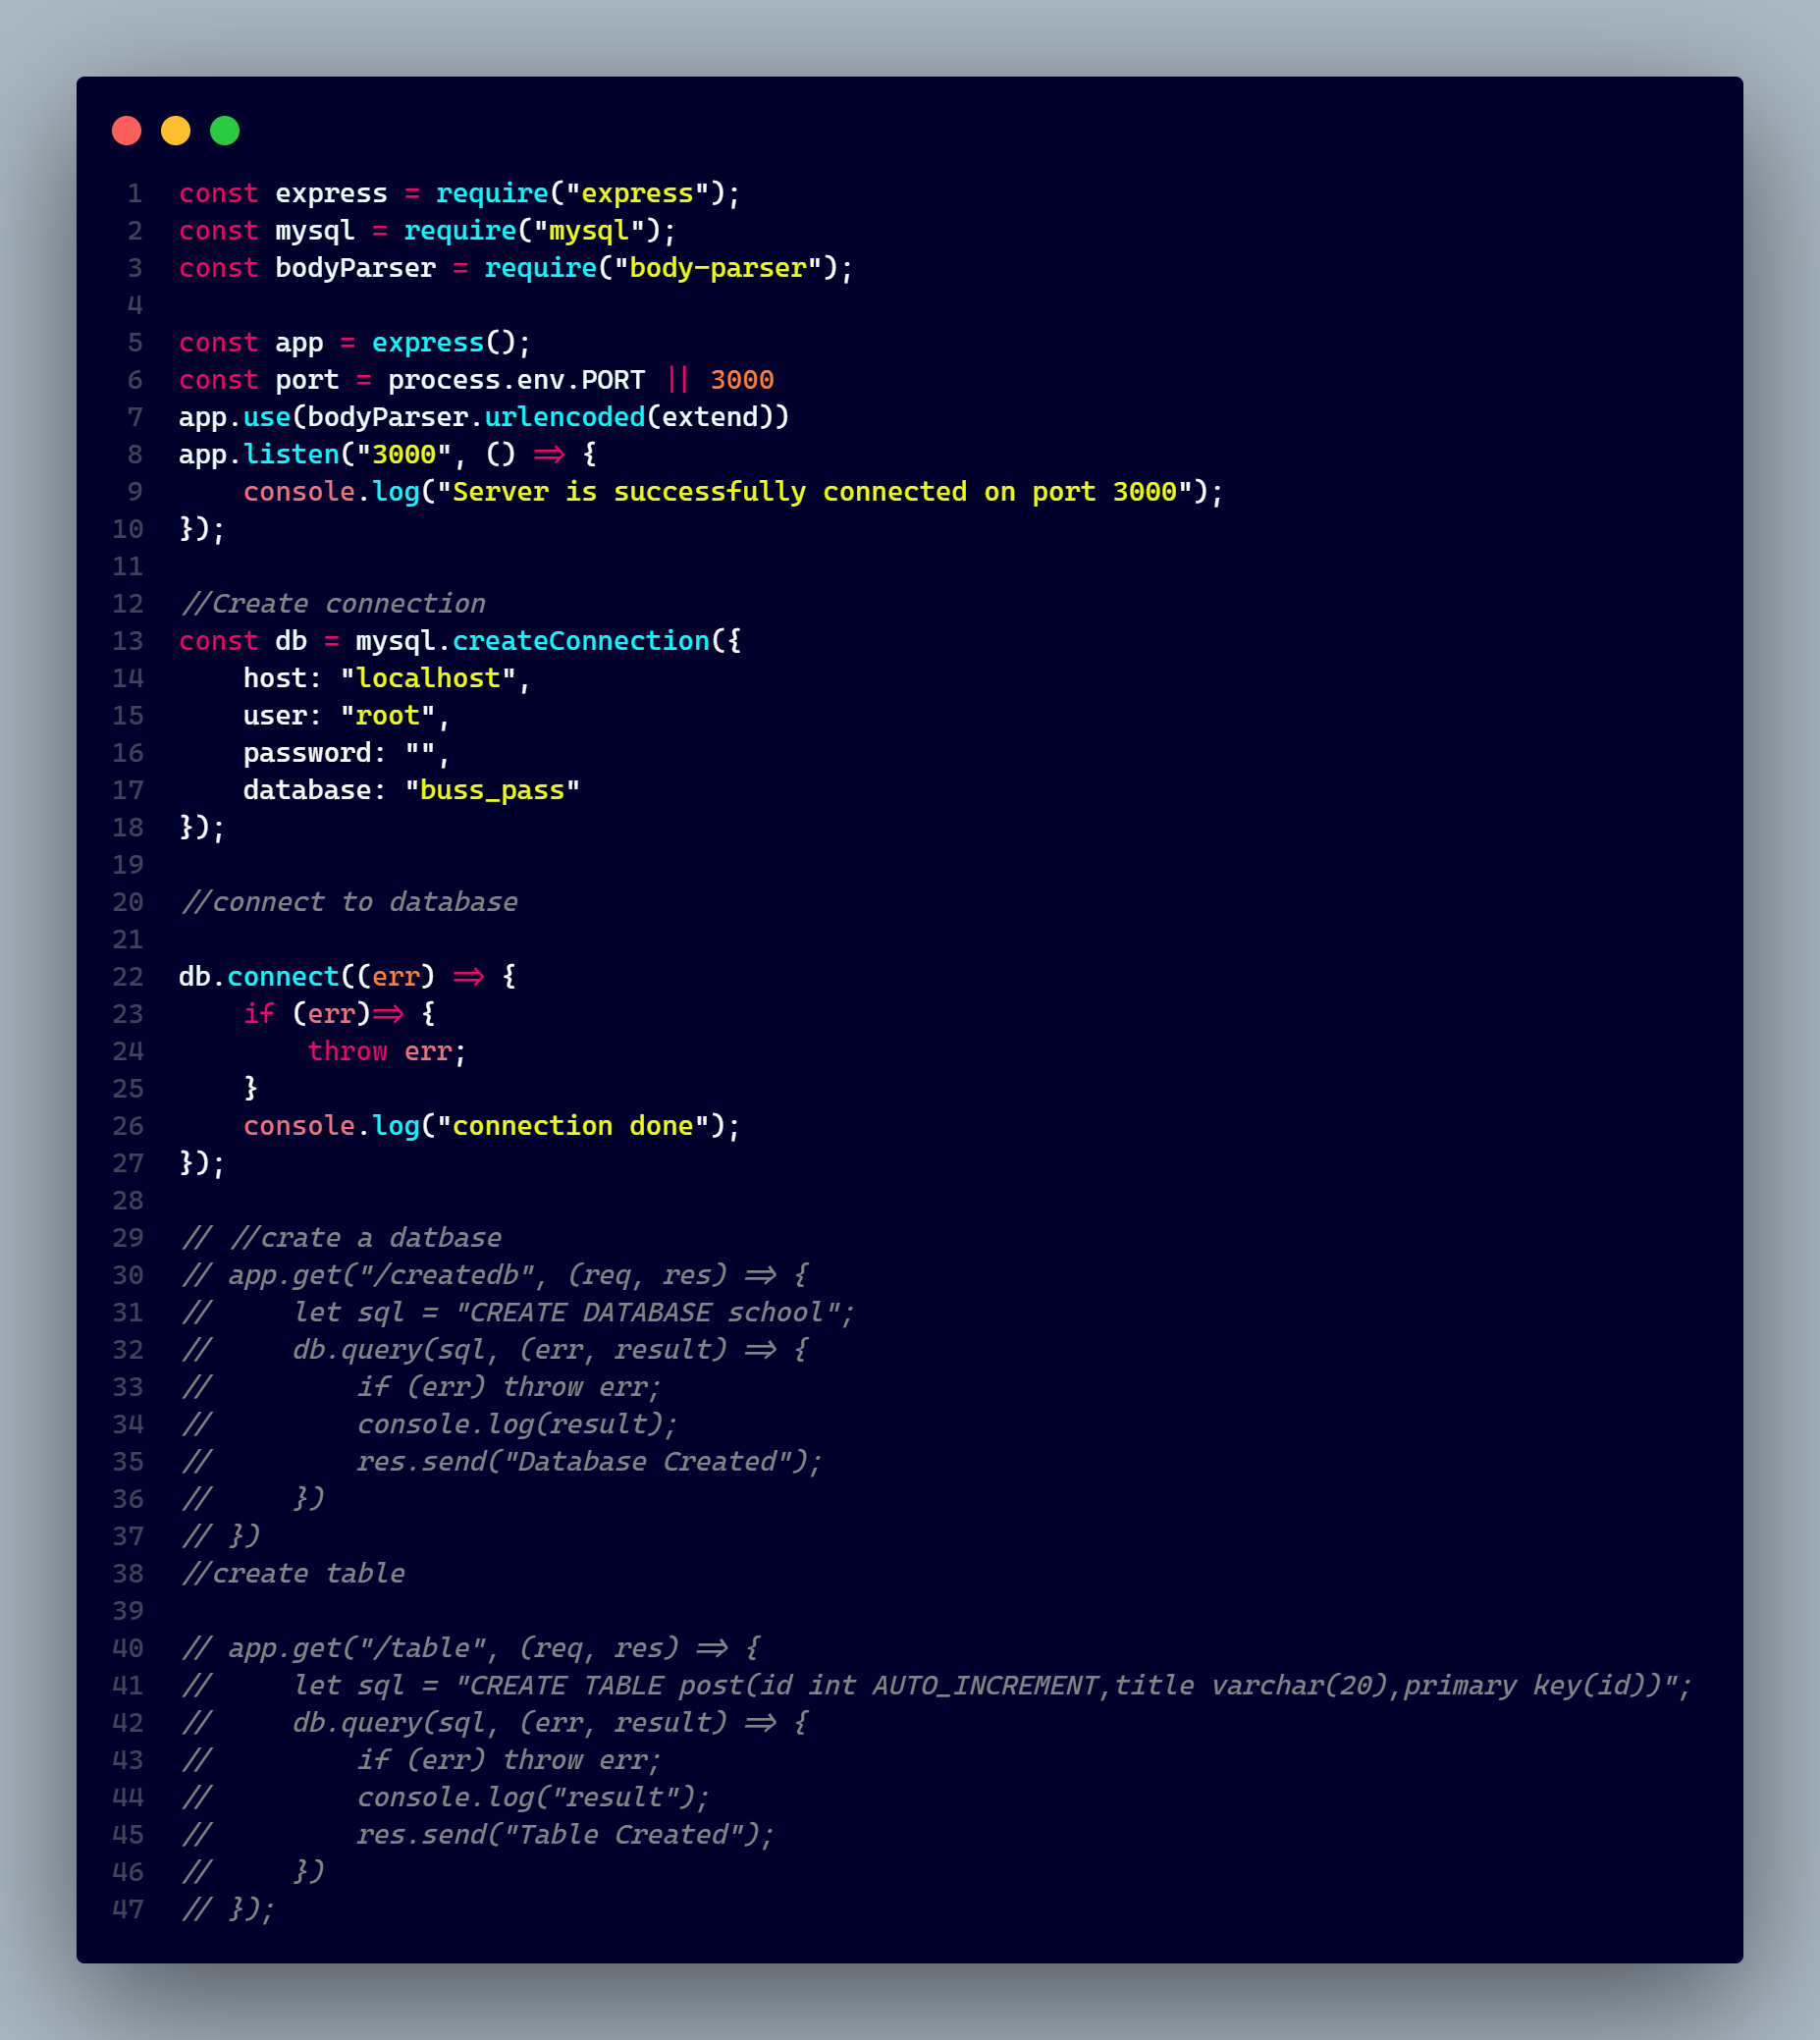 1 const express = require("express");
2 const mysql = require("mysql");
3 const bodyParser = require("body-parser");
4
5 const app = express();
6 const port = process.env.PORT || 3000
7 app.use(bodyParser.urlencoded(extend))
8 app.listen("3000", () => {
9     console.log("Server is successfully connected on port 3000");
10 });
11
12 //Create connection
13 const db = mysql.createConnection({
14     host: "localhost",
15     user: "root",
16     password: "",
17     database: "buss_pass"
18 });
19
20 //connect to database
21
22 db.connect((err) => {
23     if (err)=> {
24         throw err;
25     }
26     console.log("connection done");
27 });
28
29 // //crate a datbase
30 // app.get("/createdb", (req, res) => {
31 //     let sql = "CREATE DATABASE school";
32 //     db.query(sql, (err, result) => {
33 //         if (err) throw err;
34 //         console.log(result);
35 //         res.send("Database Created");
36 //     })
37 // })
38 //create table
39
40 // app.get("/table", (req, res) => {
41 //     let sql = "CREATE TABLE post(id int AUTO_INCREMENT,title varchar(20),primary key(id))";
42 //     db.query(sql, (err, result) => {
43 //         if (err) throw err;
44 //         console.log("result");
45 //         res.send("Table Created");
46 //     })
47 // });